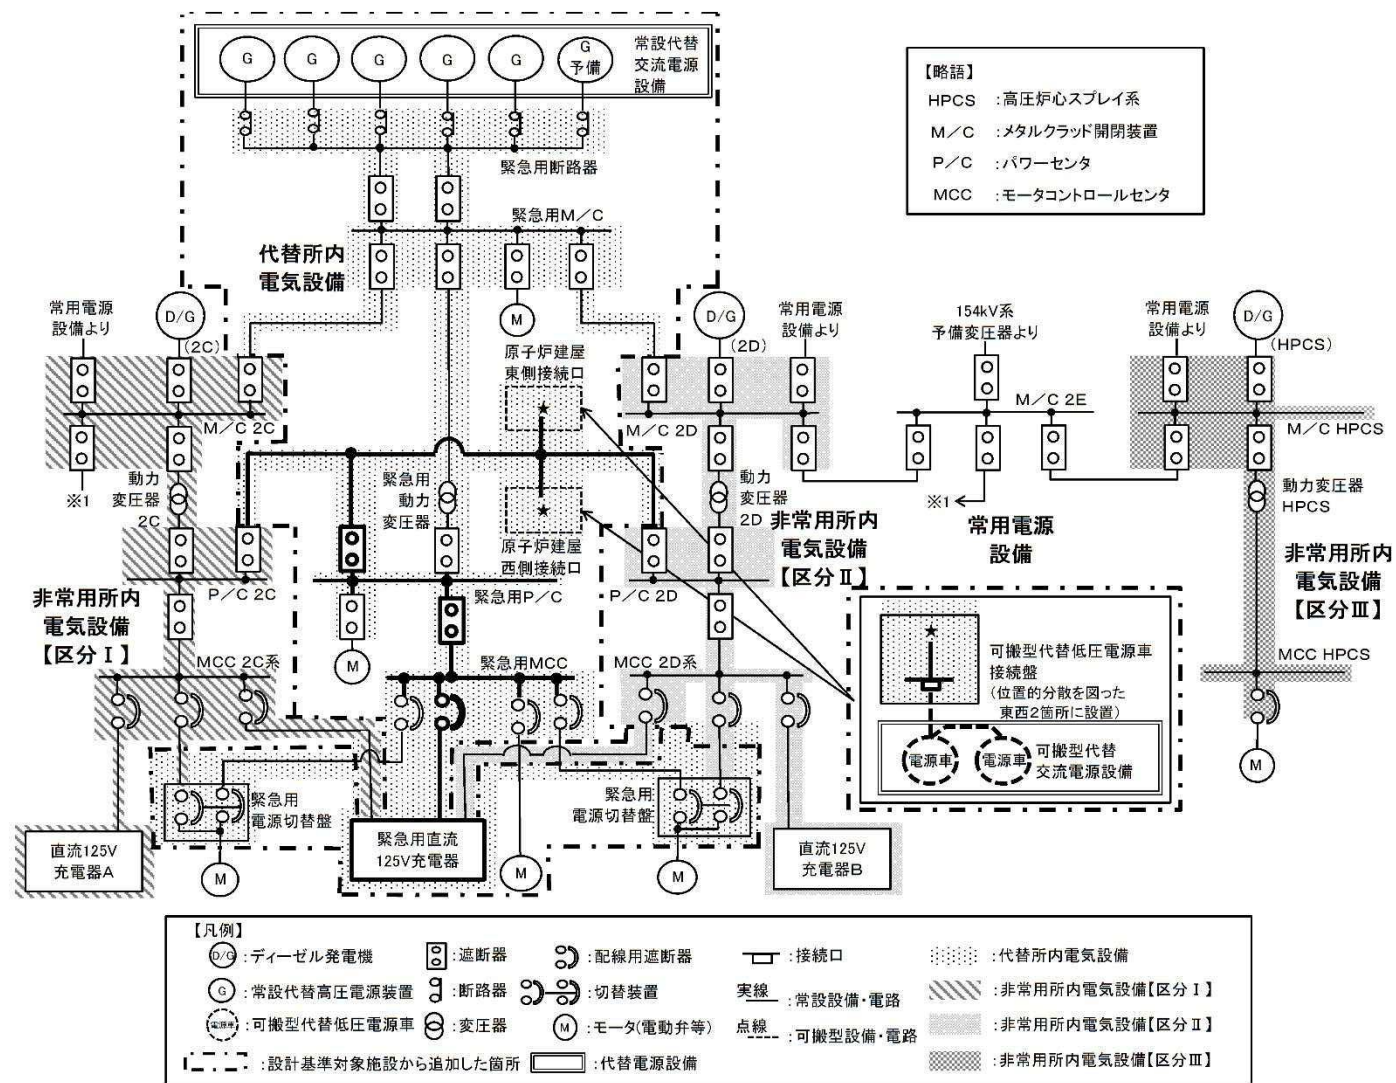 G
G
G
G
G
G
予備
常設代替
交流電源
設備
緊急用断路器
緊急用M/C
代替所内
電気設備
【略語】
HPCS :高圧炉心スプレイ系
M/C :メタルクラッド開閉装置
P/C :パワーセンタ
MCC :モータコントロールセンタ
常用電源
設備より
D/G
(2C)
M
原子炉建屋
東側接続口
★
D/G
(2D)
常用電源
設備より
154kV系
予備変圧器より
常用電源
設備より
D/G
(HPCS)
M/C 2C
M/C 2D
M/C 2E
M/C HPCS
※1
動力
変圧器
2C
緊急用
動力
変圧器
★
原子炉建屋
西側接続口
動力
変圧器
2D
非常用所内
電気設備
【区分Ⅱ】
※1
常用電源
設備
動力変圧器
HPCS
非常用所内
電気設備
【区分Ⅲ】
P/C 2C
緊急用P/C
P/C 2D
非常用所内
電気設備
【区分Ⅰ】
M
MCC 2C系
緊急用MCC
MCC 2D系
MCC HPCS
★
可搬型代替低圧電源車
接続盤
(位置的分散を図った
東西2箇所に設置)
電源車
電源車
可搬型代替
交流電源設備
M
緊急用
電源切替盤
緊急用
電源切替盤
直流125V
充電器A
M
緊急用直流
125V充電器
M
M
直流125V
充電器B
【凡例】
D/G :ディーゼル発電機
:遮断器
:配線用遮断器
:接続口
:代替所内電気設備
G :常設代替高圧電源装置
:断路器
:切替装置
実線
:常設設備・電路
:非常用所内電気設備【区分Ⅰ】
電源車 :可搬型代替低圧電源車
:変圧器
M :モータ(電動弁等)
点線
:可搬型設備・電路
:非常用所内電気設備【区分Ⅱ】
:設計基準対象施設から追加した箇所
:代替電源設備
:非常用所内電気設備【区分Ⅲ】